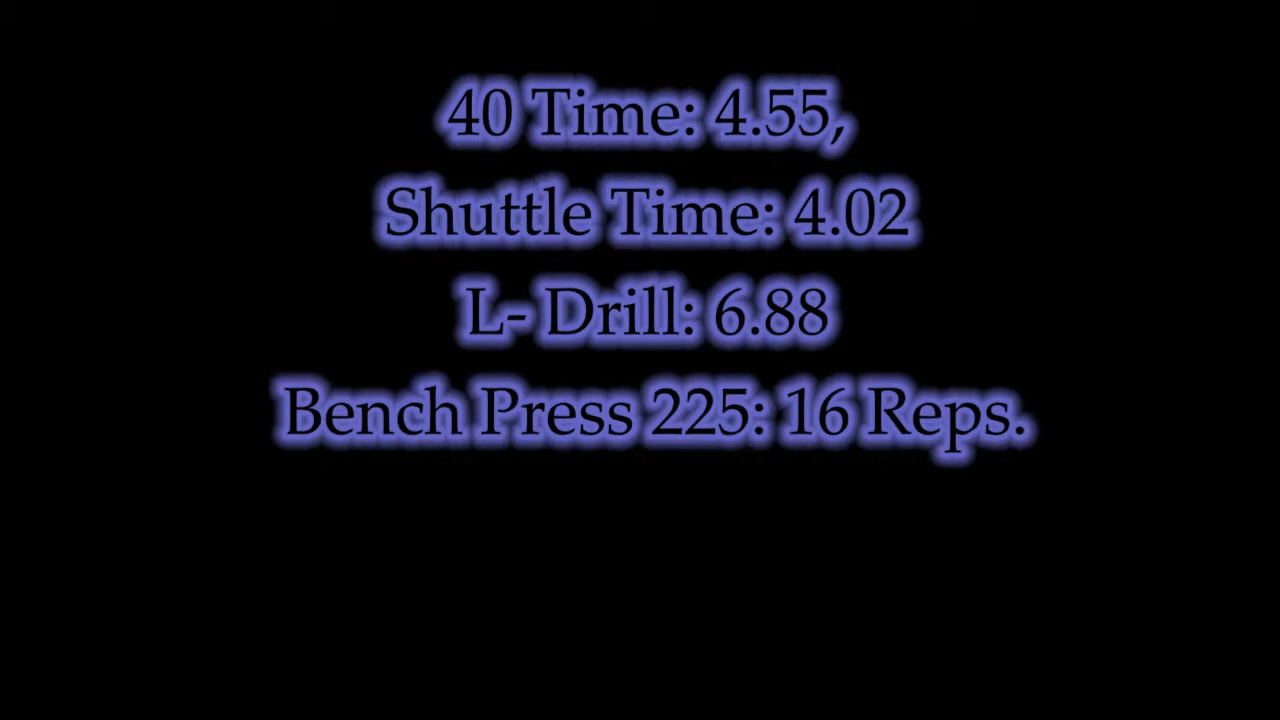 40 Time: 4.55,
Shuttle Time: 4.02
L- Drill: 6.88
Bench Press 225: 16 Reps.